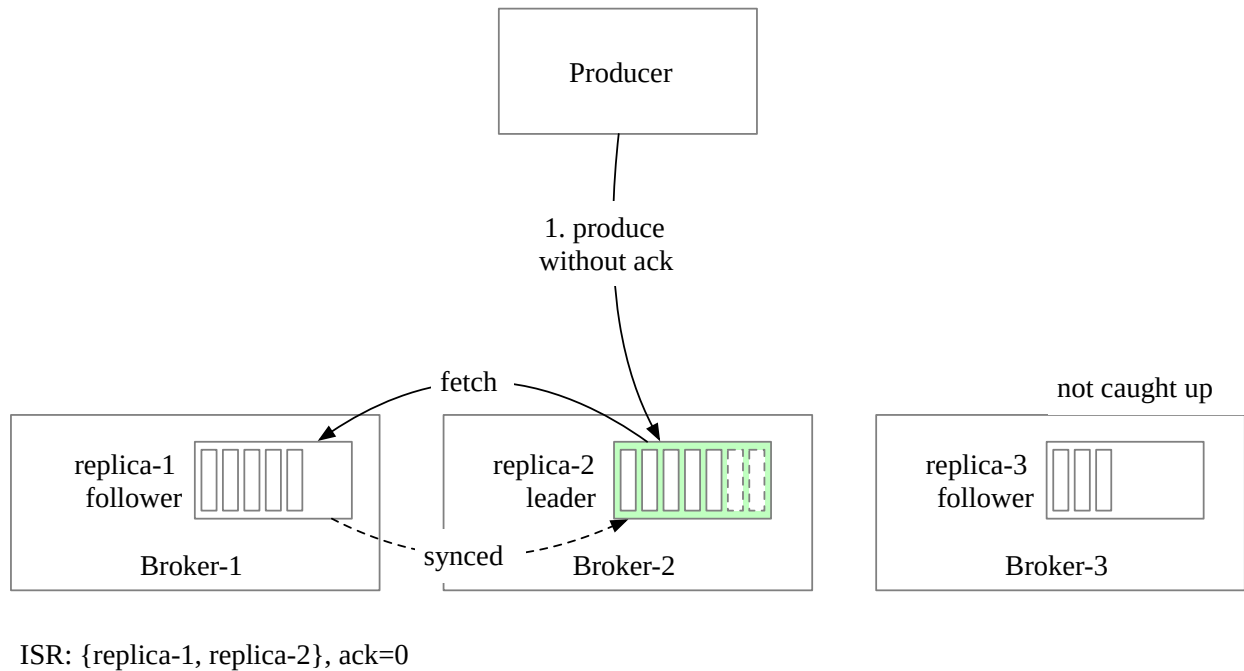 Producer
1. produce
without ack
fetch
not caught up
replica-1
follower
replica-2
leader
replica-3
follower
synced
Broker-1
Broker-2
Broker-3
ISR: {replica-1, replica-2}, ack=0